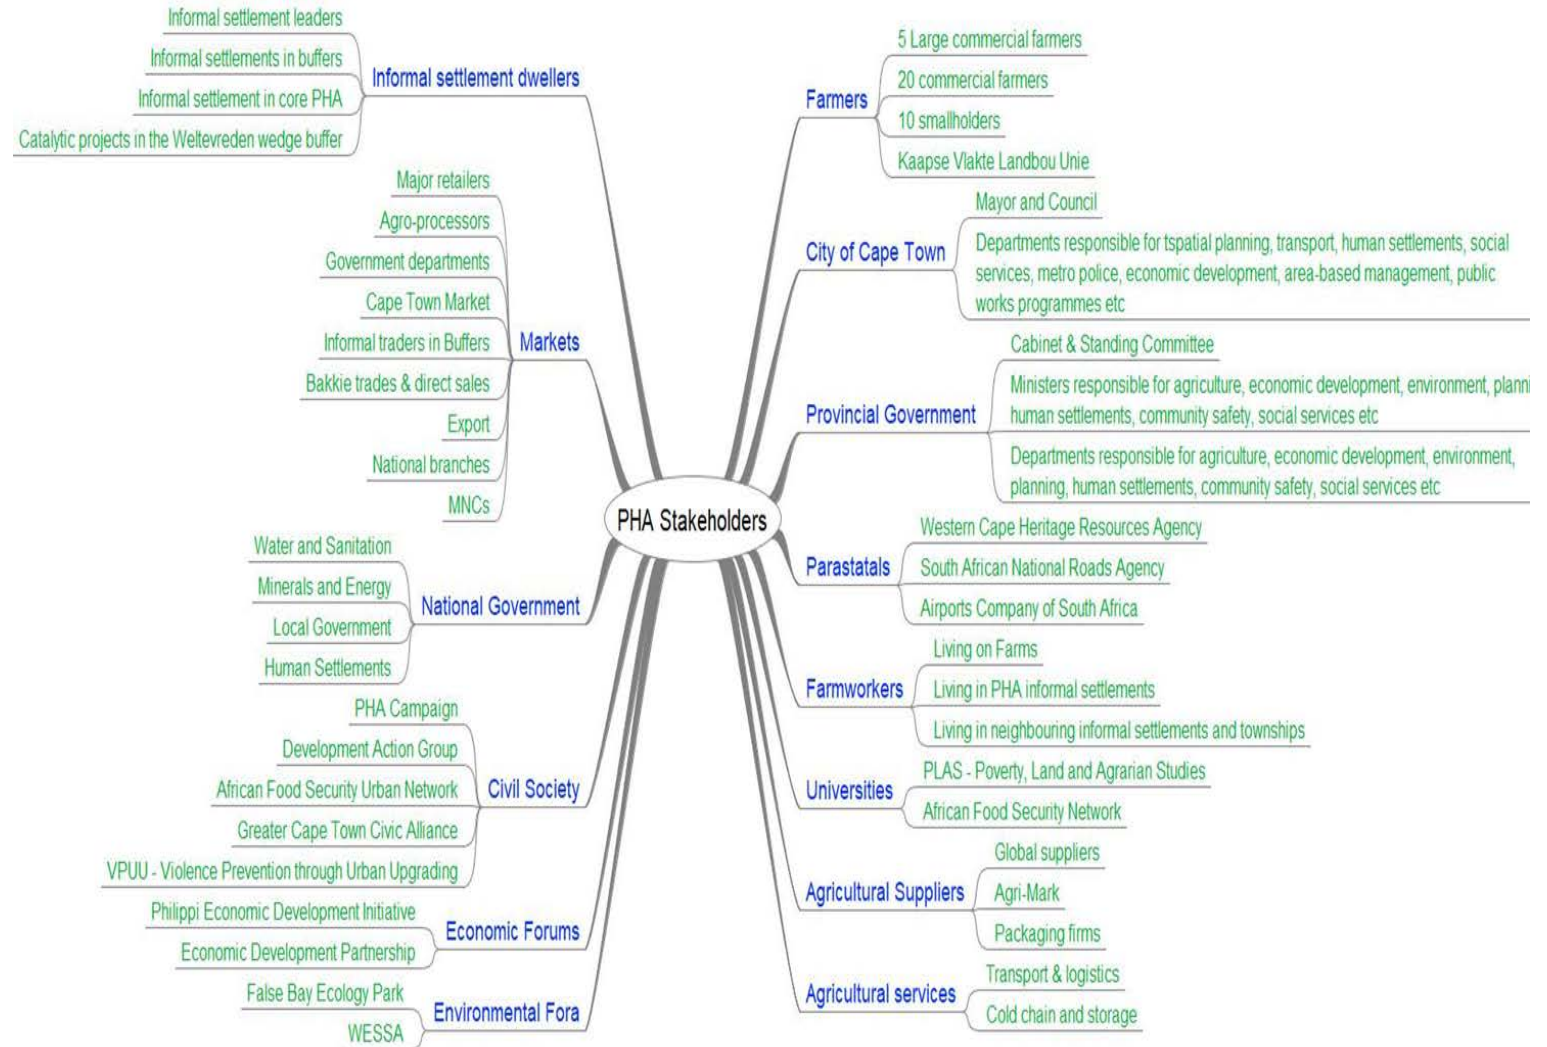 Informal settlement leaders
Informal settlements in buffers
Informal settlement in core PHA
Catalytic projects in the Weltevreden wedge buffer
Informal settlement dwellers
Major retailers
Agro-processors
Government departments
Cape Town Market
Informal traders in Buffers
Bakkie trades & direct sales
Export
National branches
MNCs
Markets
Water and Sanitation
Minerals and Energy
Local Government
Human Settlements
National Government
PHA Campaign
Development Action Group
African Food Security Urban Network
Greater Cape Town Civic Alliance
VPUU - Violence Prevention through Urban Upgrading
Civil Society
Philippi Economic Development Initiative
Economic Development Partnership
Economic Forums
False Bay Ecology Park
WESSA
Environmental Fora
PHA Stakeholders
Farmers
5 Large commercial farmers
20 commercial farmers
10 smallholders
Kaapse Vlakte Landbou Unie
City of Cape Town
Mayor and Council
Departments responsible for tspatial planning, transport, human settlements, social
services, metro police, economic development, area-based management, public
works programmes etc
Provincial Government
Cabinet & Standing Committee
Ministers responsible for agriculture, economic development, environment, planni
human settlements, community safety, social services etc
Departments responsible for agriculture, economic development, environment,
planning, human settlements, community safety, social services etc
Parastatals
Western Cape Heritage Resources Agency
South African National Roads Agency
Airports Company of South Africa
Farmworkers
Living on Farms
Living in PHA informal settlements
Living in neighbouring informal settlements and townships
Universities
PLAS - Poverty, Land and Agrarian Studies
African Food Security Network
Agricultural Suppliers
Global suppliers
Agri-Mark
Packaging firms
Agricultural services
Transport & logistics
Cold chain and storage